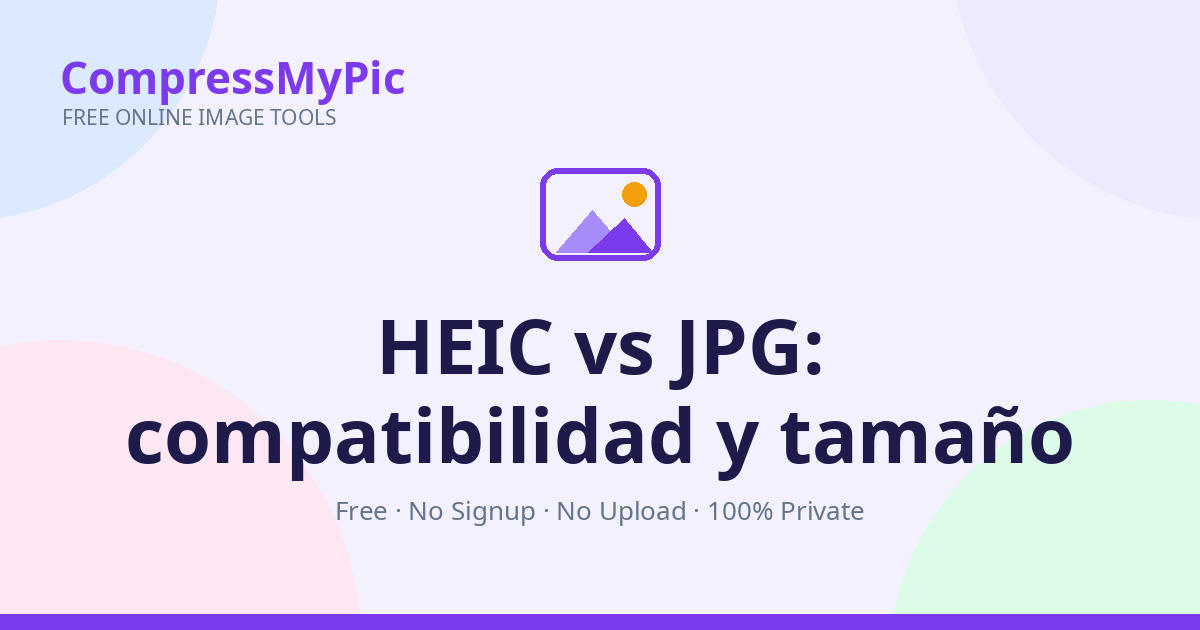 CompressMyPic
FREE ONLINE IMAGE TOOLS
HEIC vs JPG:
compatibilidad y tamaño
Free · No Signup · No Upload · 100% Private